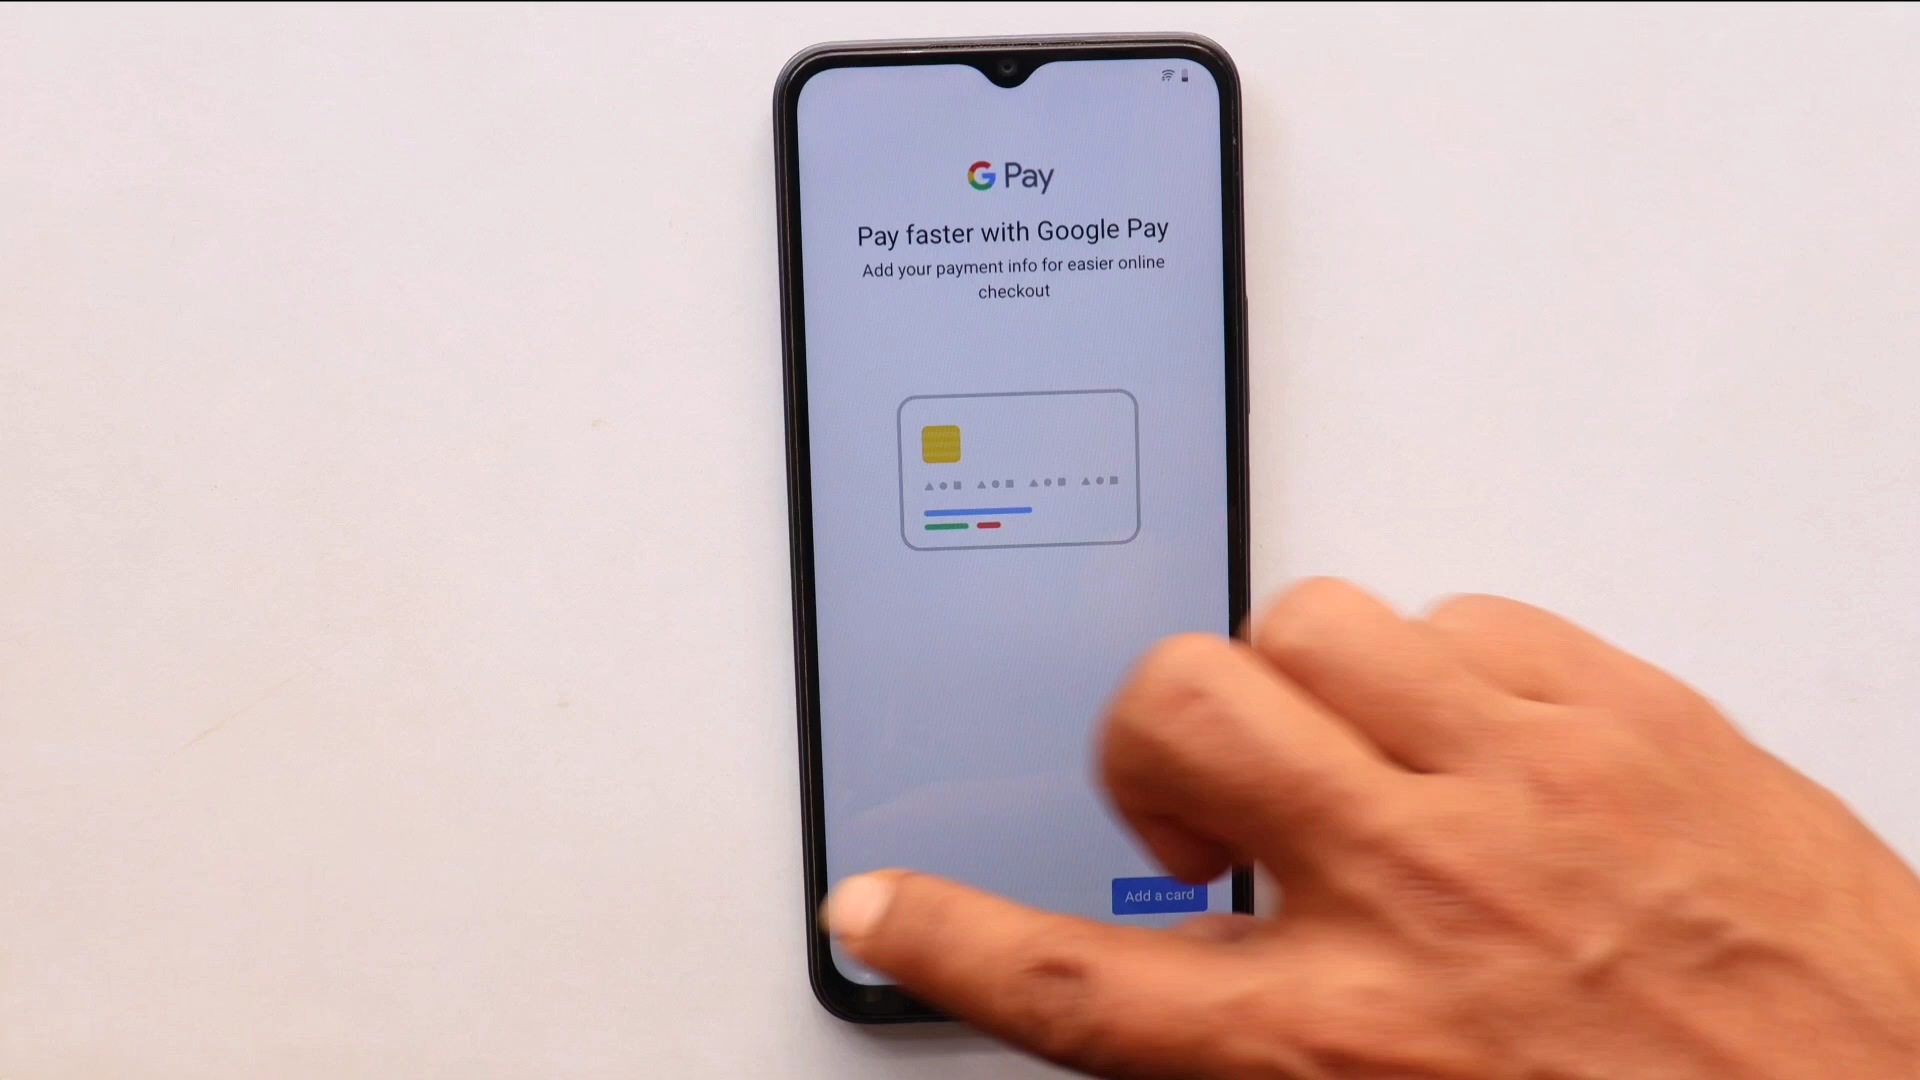 G Pay
Pay faster with Google Pay
Add your payment info for easier online
checkout
Add a card